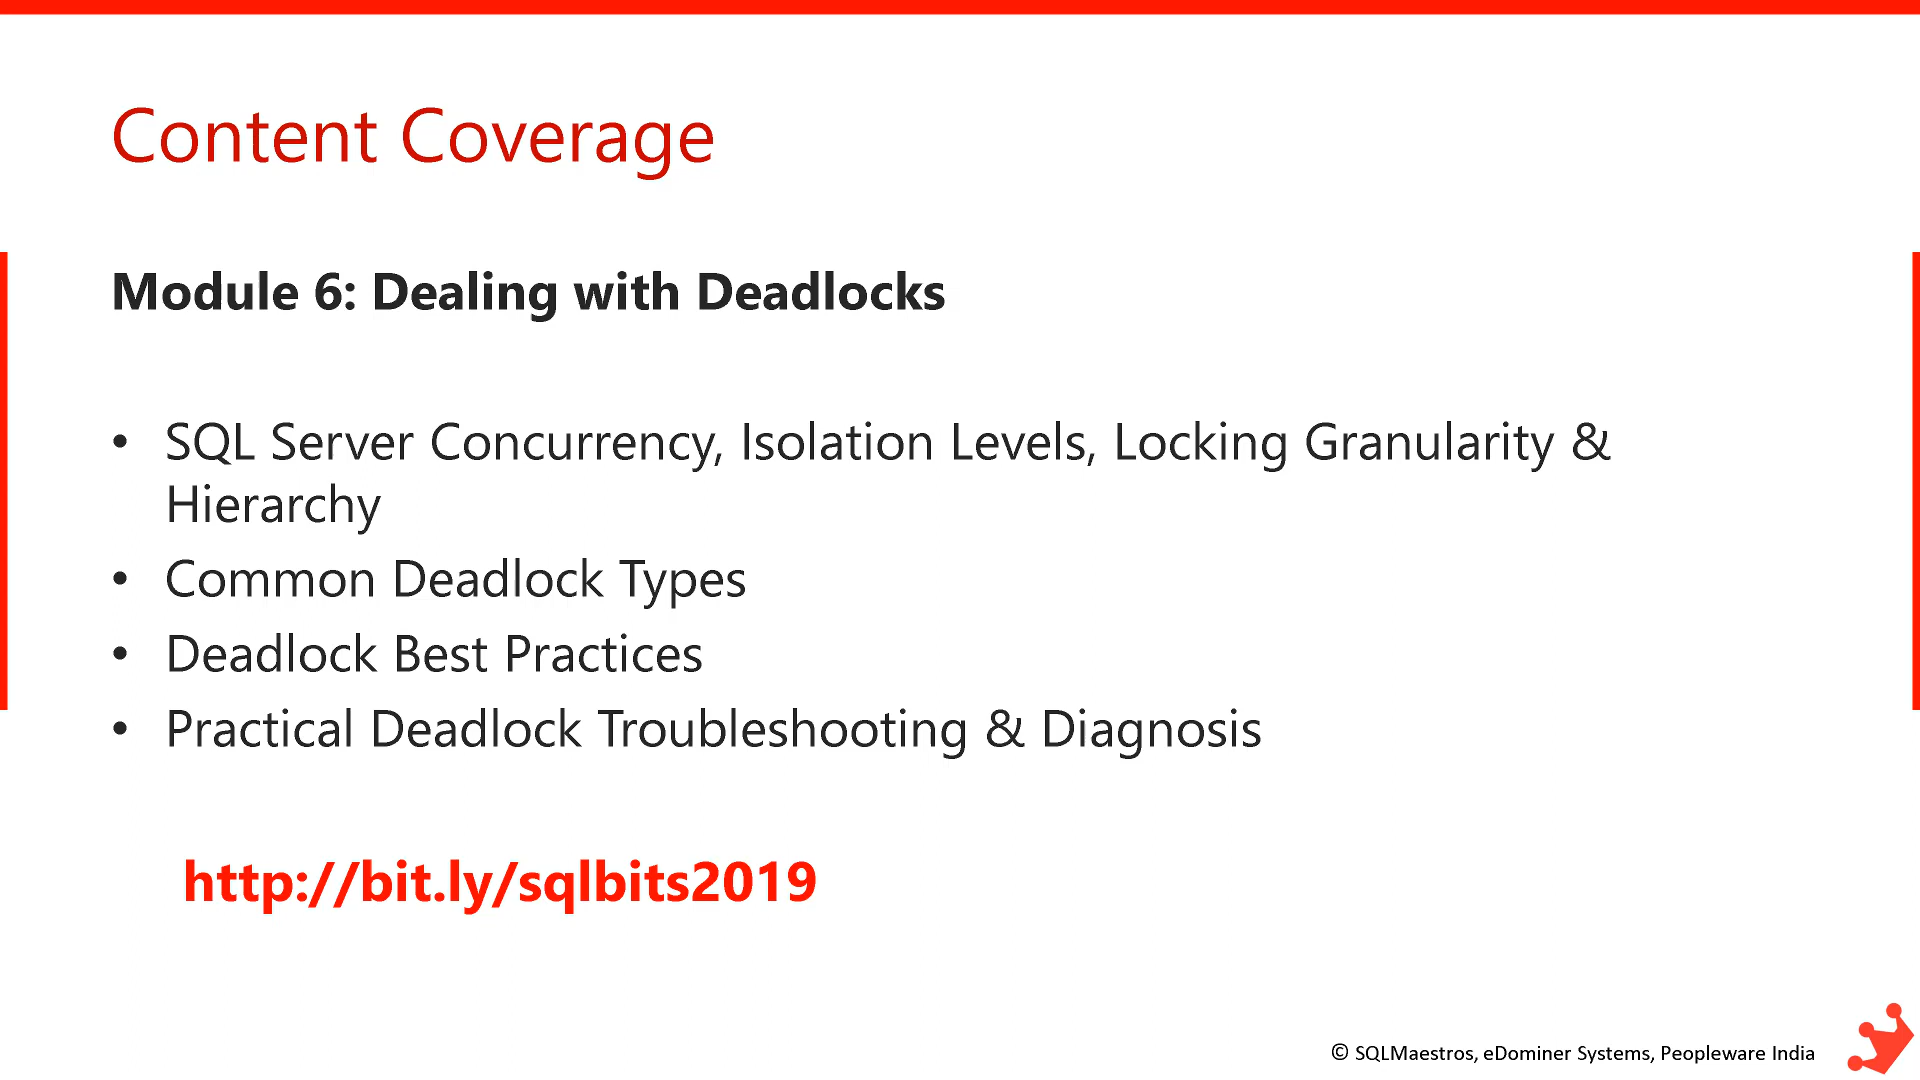 Content Coverage
Module 6: Dealing with Deadlocks
• SQL Server Concurrency, Isolation Levels, Locking Granularity &
Hierarchy
• Common Deadlock Types
• Deadlock Best Practices
• Practical Deadlock Troubleshooting & Diagnosis
http://bit.ly/sqlbits2019
© SQLMaestros, eDominer Systems, Peopleware India